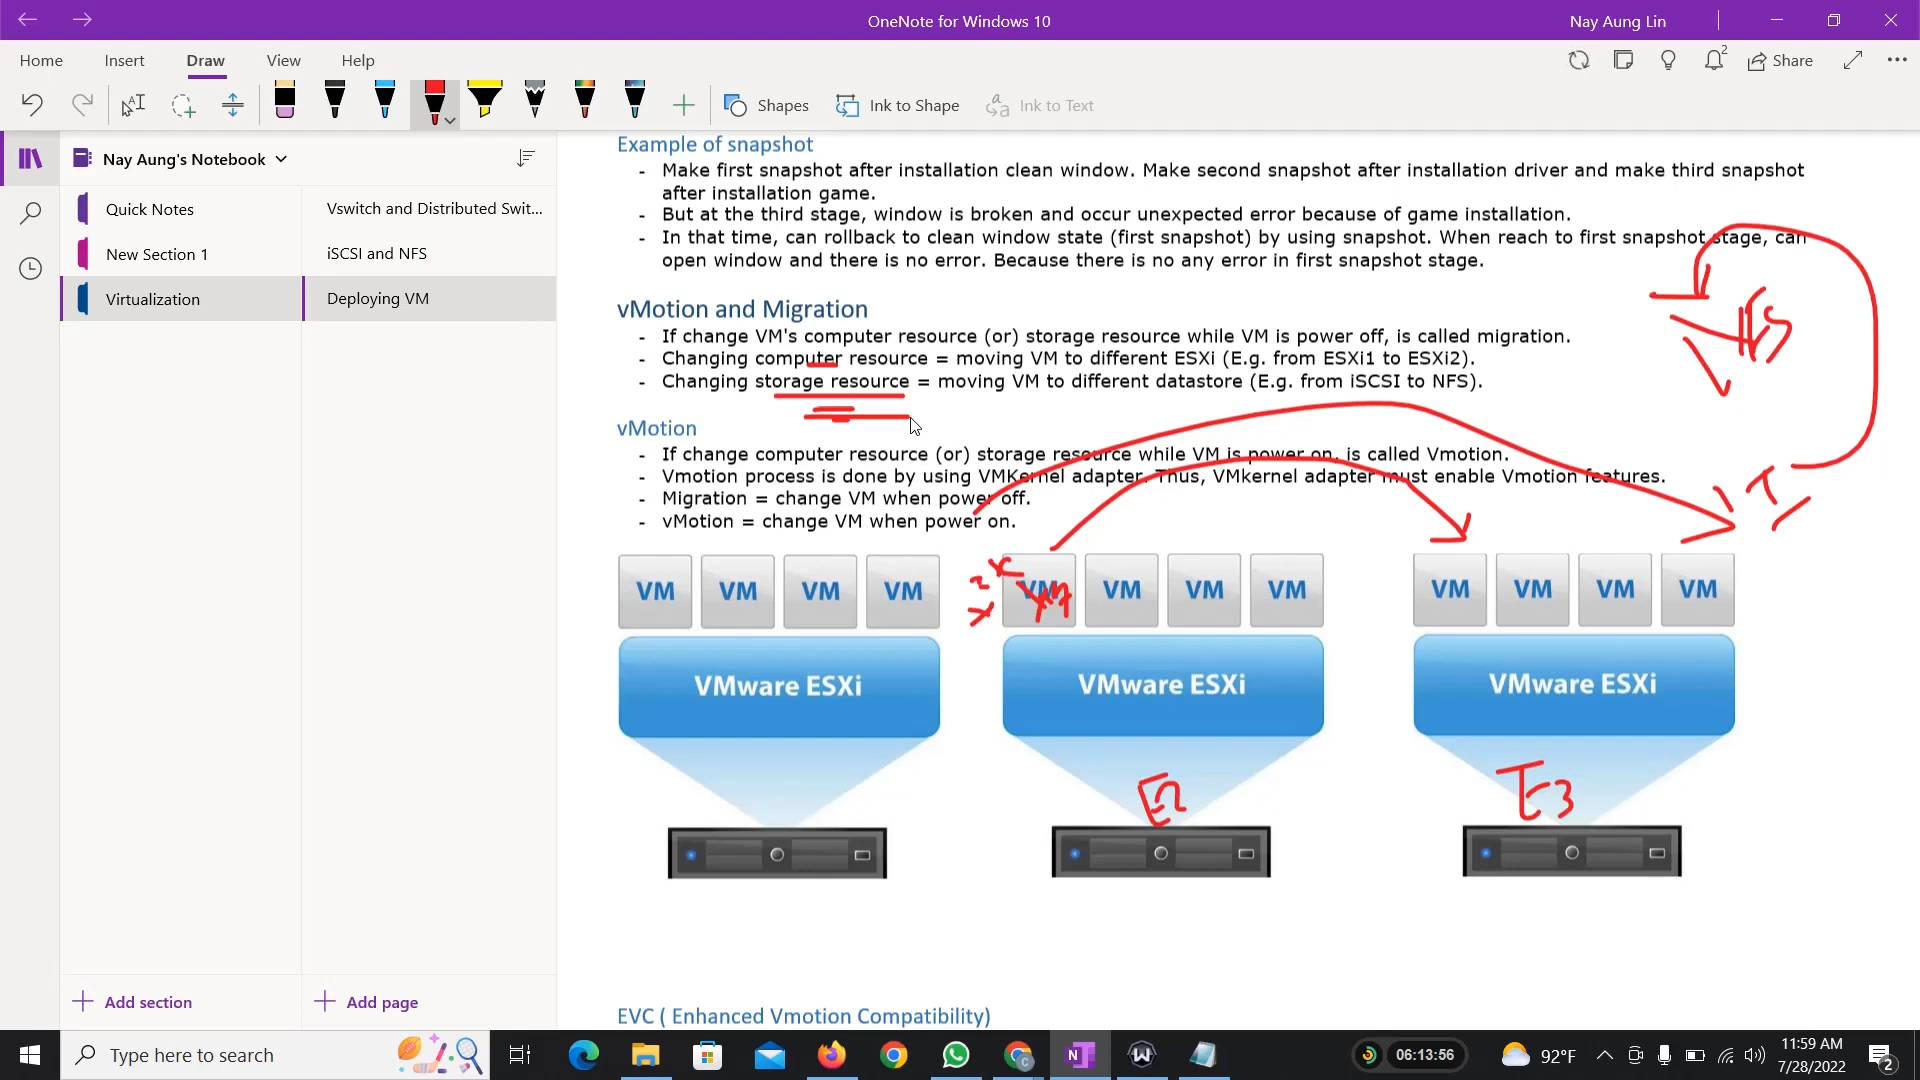 OneNote for Windows 10
Nay Aung Lin
Home Insert Draw View Help
2 Share
Shapes Ink to Shape Ink to Text
Nay Aung's Notebook
Quick Notes
New Section 1
Virtualization
Vswitch and Distributed Swit...
iSCSI and NFS
Deploying VM
Add section
Add page
Example of snapshot
- Make first snapshot after installation clean window. Make second snapshot after installation driver and make third snapshot
after installation game.
- But at the third stage, window is broken and occur unexpected error because of game installation.
- In that time, can rollback to clean window state (first snapshot) by using snapshot. When reach to first snapshot stage, can
open window and there is no error. Because there is no any error in first snapshot stage.
vMotion and Migration
- If change VM's computer resource (or) storage resource while VM is power off, is called migration.
- Changing computer resource = moving VM to different ESXi (E.g. from ESXi1 to ESXi2).
- Changing storage resource = moving VM to different datastore (E.g. from iSCSI to NFS).
vMotion
- If change computer resource (or) storage resource while VM is power on, is called Vmotion.
- Vmotion process is done by using VMKernel adapter. Thus, VMkernel adapter must enable Vmotion features.
- Migration = change VM when power off.
- vMotion = change VM when power on.
VM VM VM VM
VM VM VM VM
VM VM VM VM
VMware ESXi
VMware ESXi
VMware ESXi
E2
E3
EVC ( Enhanced Vmotion Compatibility)
Type here to search
06:13:56
92°F
11:59 AM
7/28/2022
2